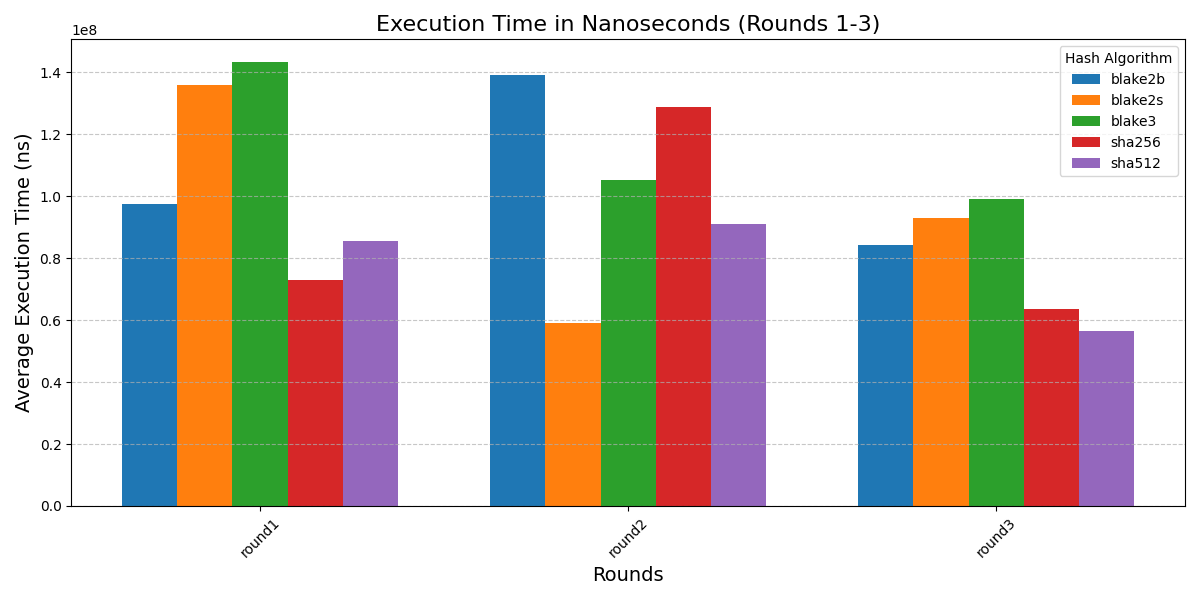 Execution Time in Nanoseconds (Rounds 1-3)
1e8
Hash Algorithm
blake2b
blake2s
blake3
sha256
sha512
1.4
1.2
1.0
0.8
0.6
0.4
0.2
0.0
Average Execution Time (ns)
round1
round2
round3
Rounds